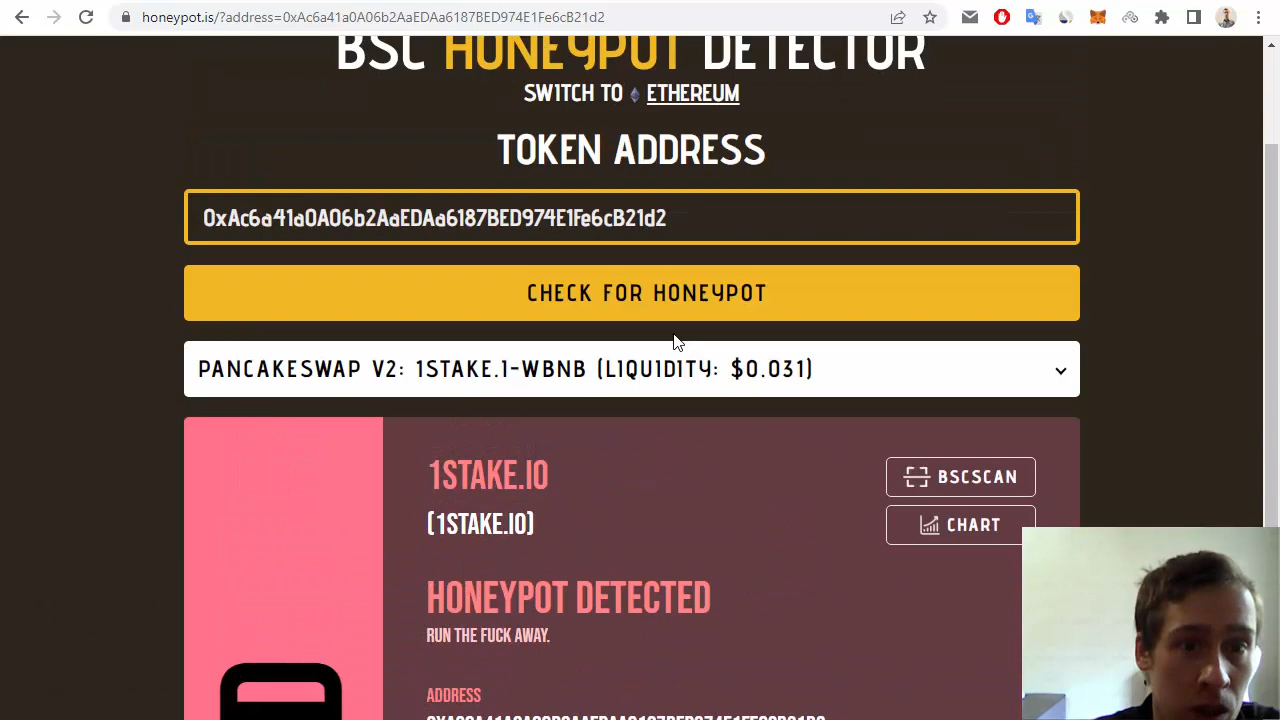 honeypot.is/?address=0xAc6a41a0A06b2AaEDAa6187BED974E1Fe6cB21d2
BSC HONEYPOT DETECTOR
SWITCH TO ETHEREUM
TOKEN ADDRESS
0xAc6a41a0A06b2AaEDAa6187BED974E1Fe6cB21d2
CHECK FOR HONEYPOT
PANCAKESWAP V2: 1STAKE.I-WBNB (LIQUIDITY: $0.031)
1STAKE.IO
BSCSCAN
(1STAKE.IO)
CHART
HONEYPOT DETECTED
RUN THE FUCK AWAY.
ADDRESS